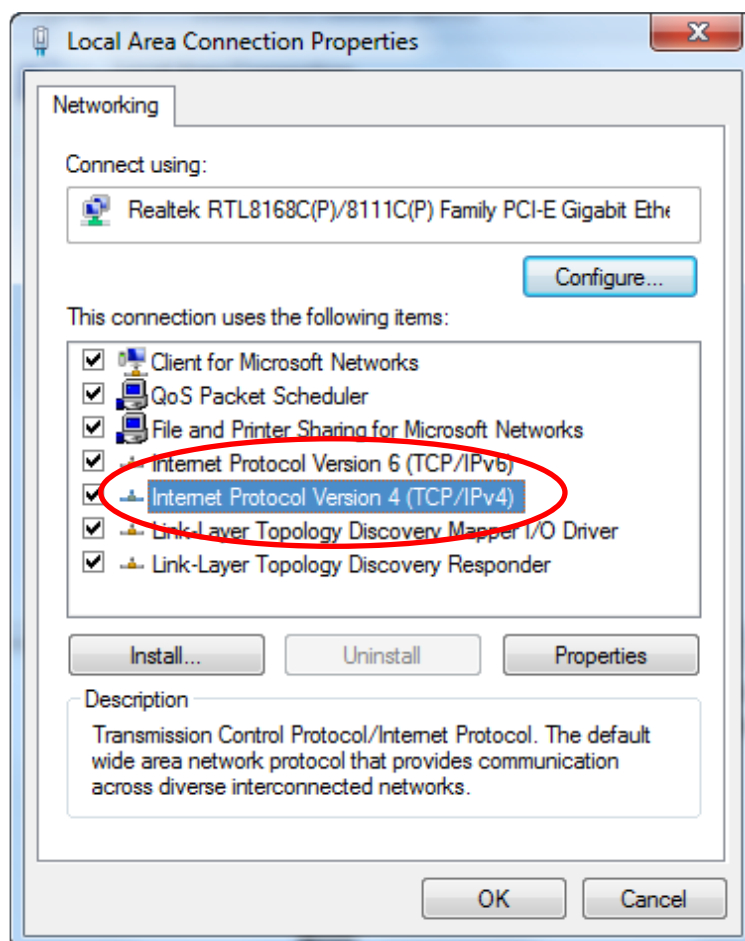 Local Area Connection Properties
Networking
Connect using:
Realtek RTL8168C(P)/8111C(P) Family PCI-E Gigabit Ethe
Configure...
This connection uses the following items:
Client for Microsoft Networks
QoS Packet Scheduler
File and Printer Sharing for Microsoft Networks
Internet Protocol Version 6 (TCP/IPv6)
Internet Protocol Version 4 (TCP/IPv4)
Link-Layer Topology Discovery Mapper I/O Driver
Link-Layer Topology Discovery Responder
Install... Uninstall Properties
Description
Transmission Control Protocol/Internet Protocol. The default
wide area network protocol that provides communication
across diverse interconnected networks.
OK Cancel